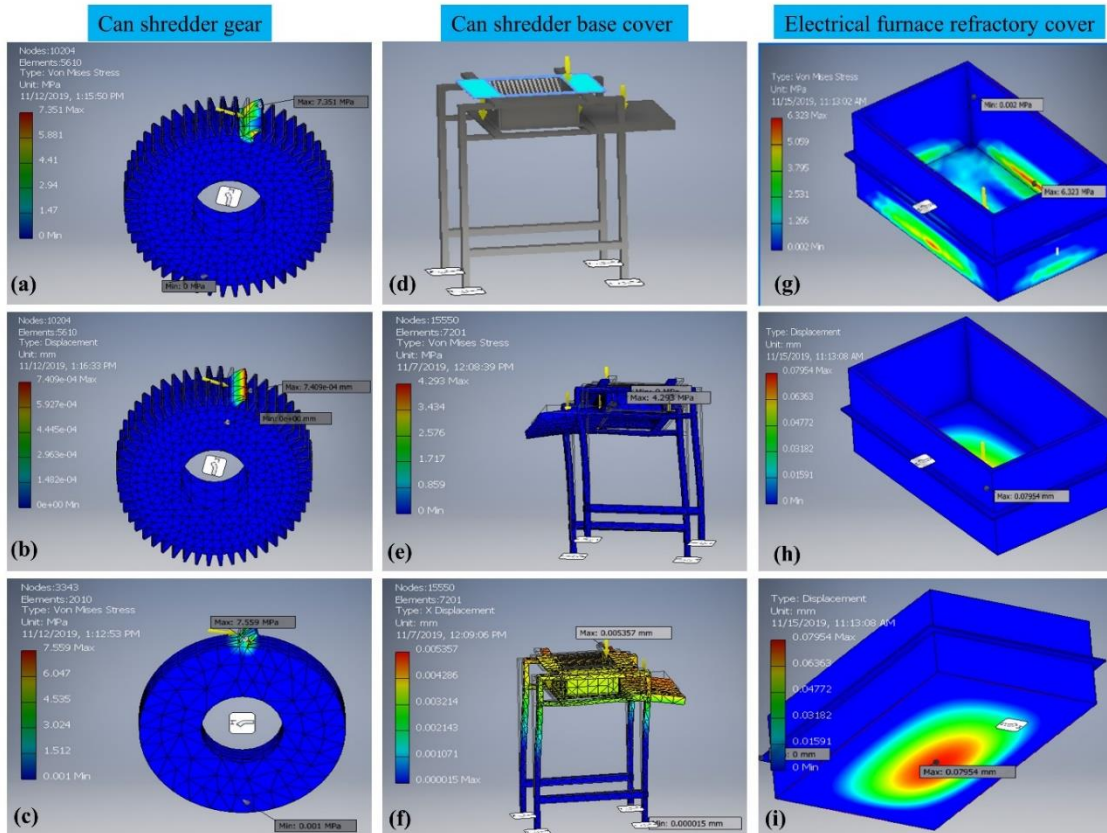 Can shredder gear
Can shredder base cover
Electrical furnace refractory cover
Nodes:10204
Elements:5610
Type: Von Mises Stress
Unit: MPa
11/12/2019, 1:15:50 PM
7.351 Max
5.881
4.41
2.94
1.47
0 Min
Max: 7.351 MPa
Min: 0 MPa
(a)
(d)
Type: Von Mises Stress
Unit: MPa
11/15/2019, 11:13:02 AM
6.323 Max
5.059
3.795
2.531
1.266
0.002 Min
Min: 0.002 MPa
Max: 6.323 MPa
(g)
Nodes:10204
Elements:5610
Type: Displacement
Unit: mm
11/12/2019, 1:16:33 PM
7.409e-04 Max
5.927e-04
4.445e-04
2.963e-04
1.482e-04
0e+00 Min
Max: 7.409e-04 mm
Min: 0e+00 mm
(b)
Nodes:15550
Elements:7201
Type: Von Mises Stress
Unit: MPa
11/7/2019, 12:08:39 PM
4.293 Max
3.434
2.576
1.717
0.859
0 Min
Max: 4.293 MPa
(e)
Type: Displacement
Unit: mm
11/15/2019, 11:13:08 AM
0.07954 Max
0.06363
0.04772
0.03182
0.01591
0 Min
Max: 0.07954 mm
(h)
Nodes:3343
Elements:2010
Type: Von Mises Stress
Unit: MPa
11/12/2019, 1:12:53 PM
7.559 Max
6.047
4.535
3.024
1.512
0.001 Min
Max: 7.559 MPa
Min: 0.001 MPa
(c)
Nodes:15550
Elements:7201
Type: X Displacement
Unit: mm
11/7/2019, 12:09:06 PM
0.005357 Max
0.004286
0.003214
0.002143
0.001071
0.000015 Max
Max: 0.005357 mm
Min: 0.000015 mm
(f)
Type: Displacement
Unit: mm
11/15/2019, 11:13:08 AM
0.07954 Max
0.06363
0.04772
0.03182
0.01591
0 mm
0 Min
Max: 0.07954 mm
(i)